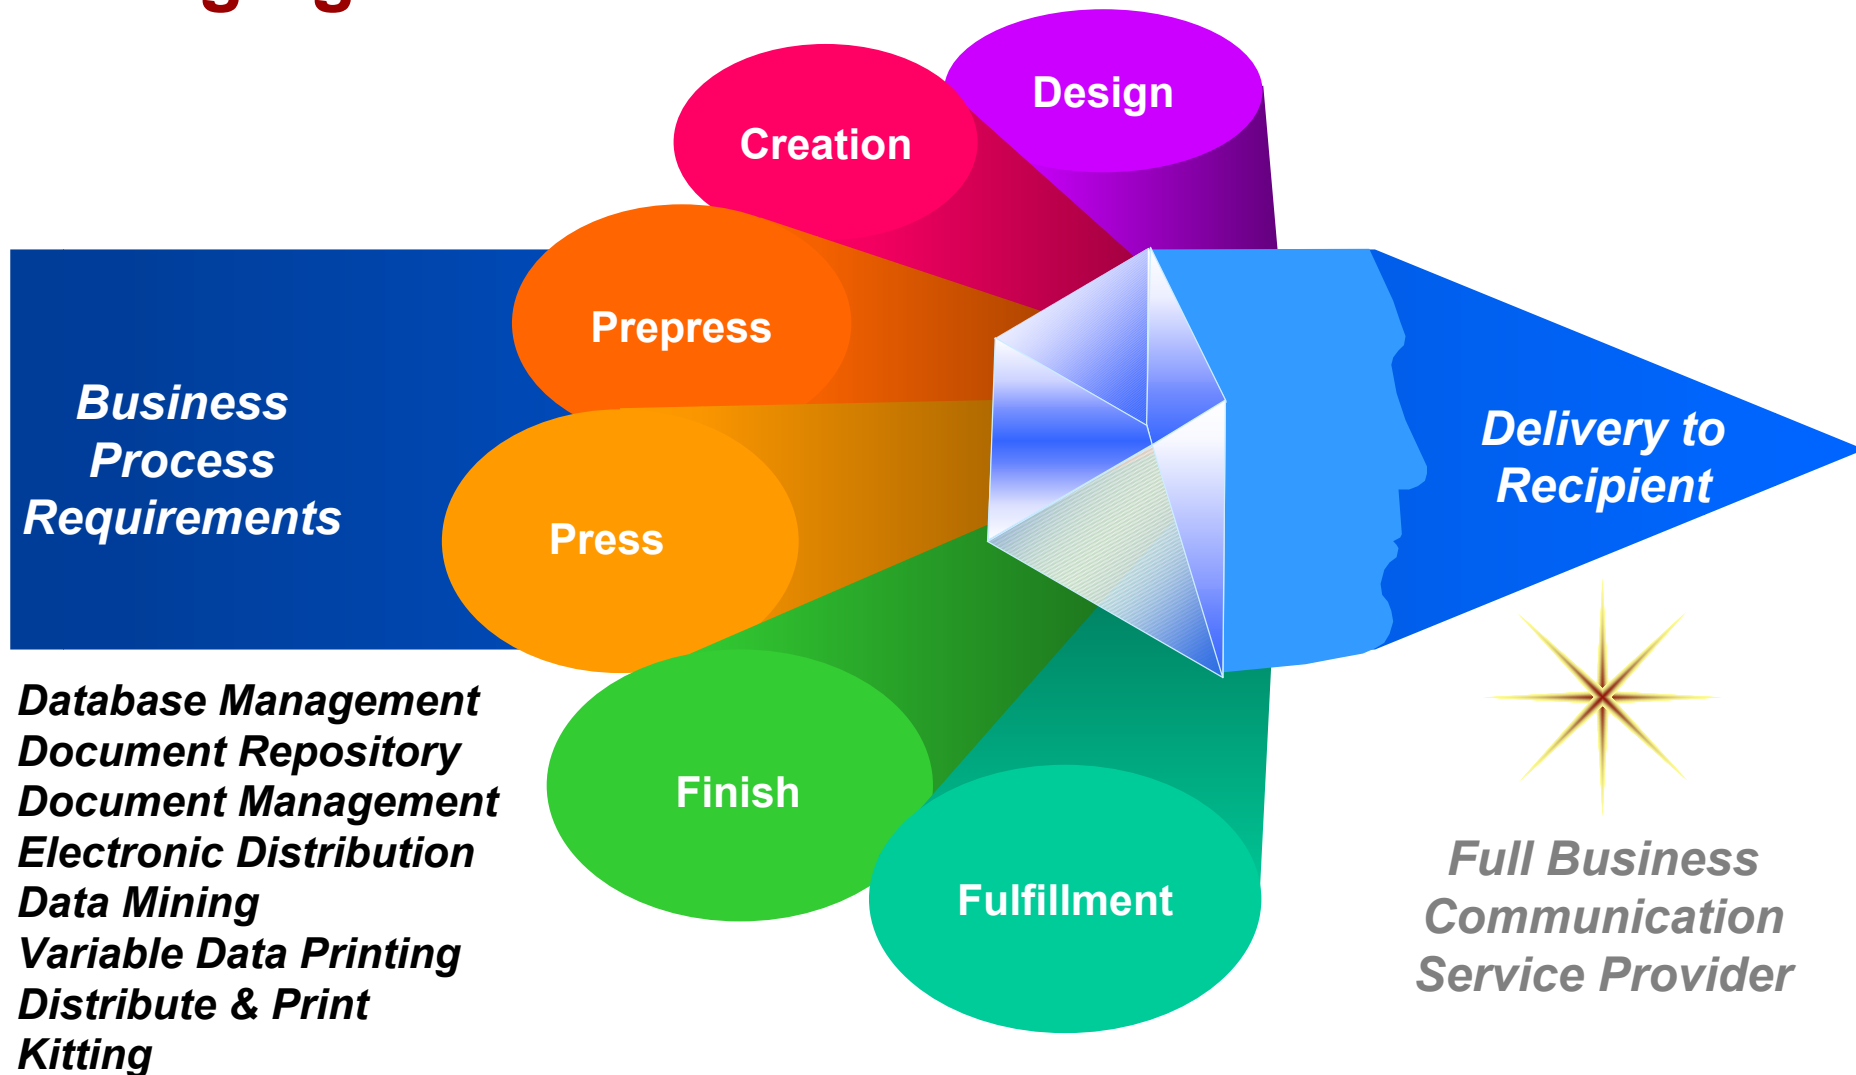 Design
Creation
Prepress
Business
Process
Requirements
Delivery to
Recipient
Press
Database Management
Document Repository
Document Management
Electronic Distribution
Data Mining
Variable Data Printing
Distribute & Print
Kitting
Finish
Fulfillment
Full Business
Communication
Service Provider